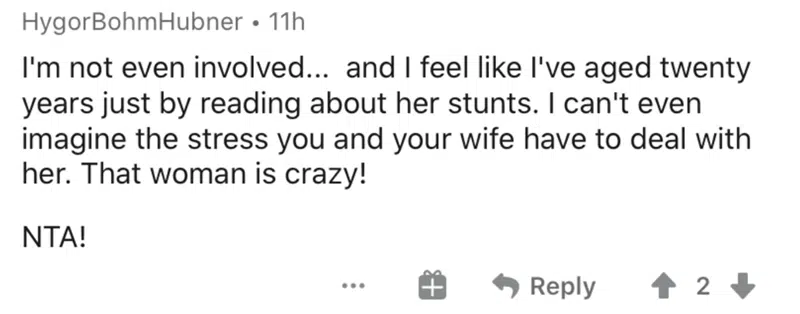 HygorBohmHubner • 11h
I'm not even involved... and I feel like I've aged twenty
years just by reading about her stunts. I can't even
imagine the stress you and your wife have to deal with
her. That woman is crazy!
NTA!
... Reply 2